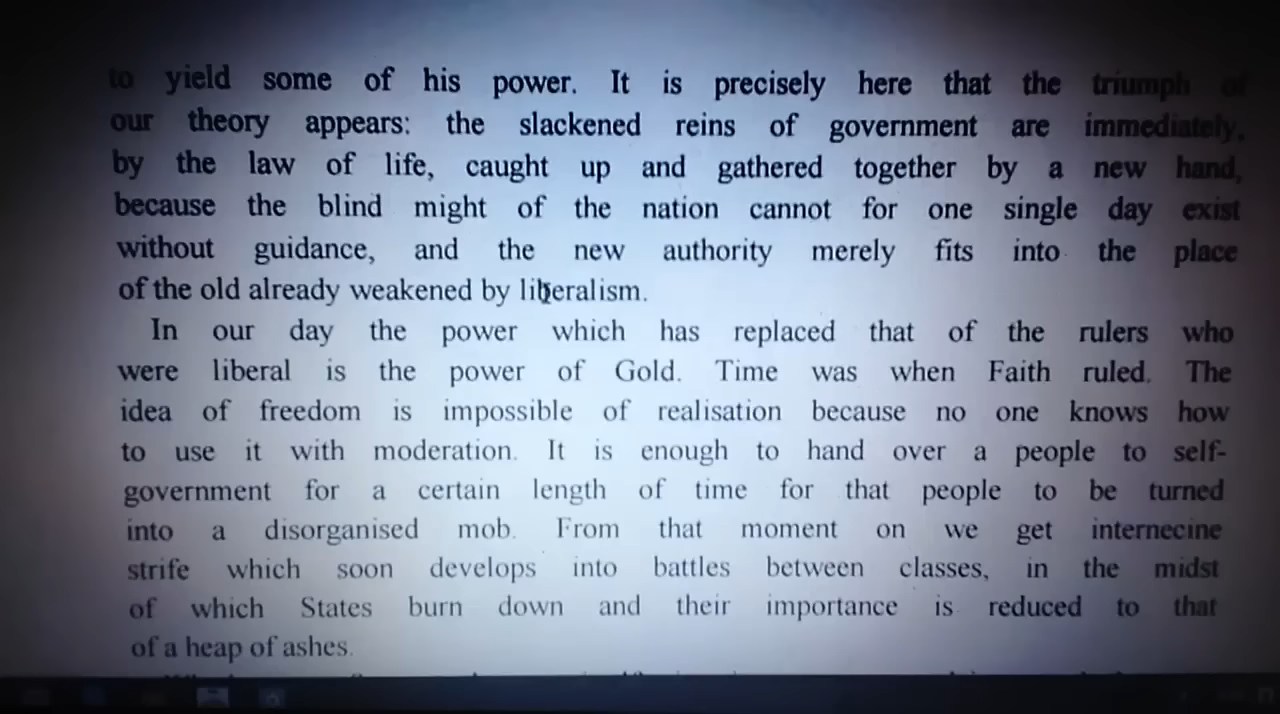 to yield some of his power. It is precisely here that the triumph of
our theory appears: the slackened reins of government are immediately,
by the law of life, caught up and gathered together by a new hand,
because the blind might of the nation cannot for one single day exist
without guidance, and the new authority merely fits into the place
of the old already weakened by liberalism.
In our day the power which has replaced that of the rulers who
were liberal is the power of Gold. Time was when Faith ruled. The
idea of freedom is impossible of realisation because no one knows how
to use it with moderation. It is enough to hand over a people to self-
government for a certain length of time for that people to be turned
into a disorganised mob. From that moment on we get internecine
strife which soon develops into battles between classes, in the midst
of which States burn down and their importance is reduced to that
of a heap of ashes.